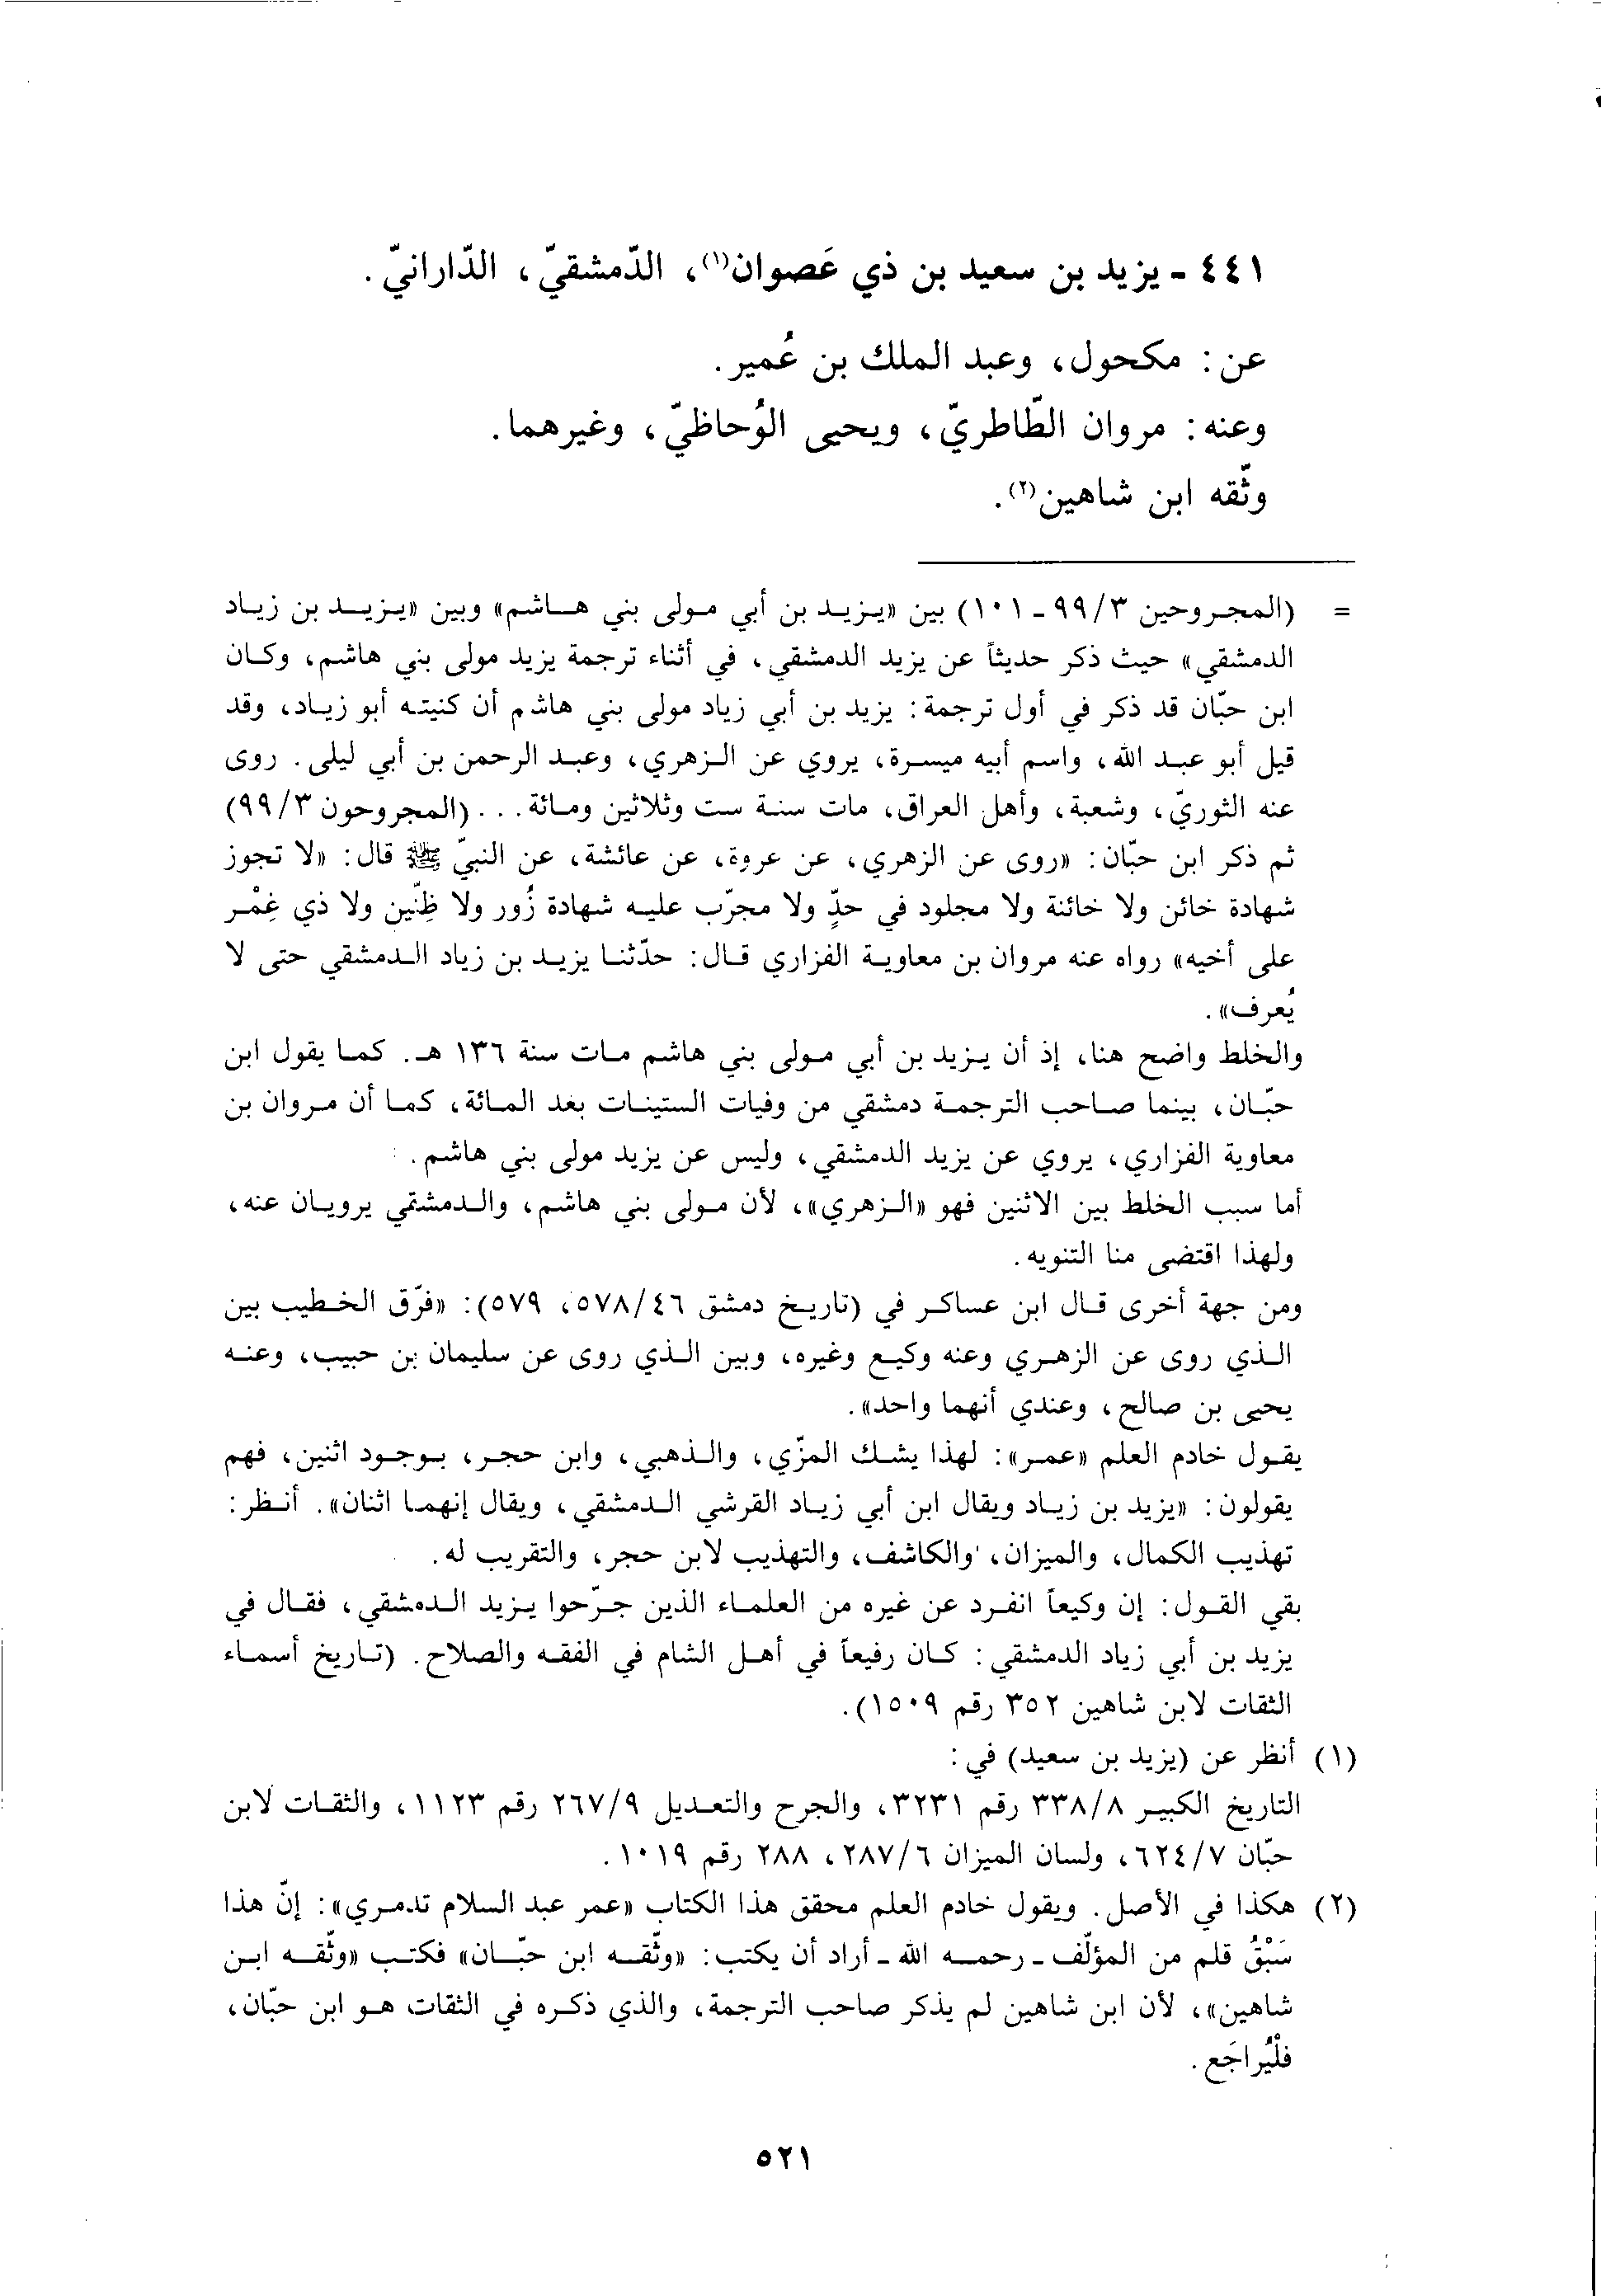 ٤٤١ - يزيد بن سعيد بن ذي عَصوان(١)، الدّمشقيّ، الدّارانيّ.
عن: مكحول، وعبد الملك بن عُمير.
وعنه: مروان الطّاطريّ، ويحيى الوُحاظيّ، وغيرهما.
وثّقه ابن شاهين(٢).
= (المجروحين ٩٩/٣ - ١٠١) بين «يزيد بن أبي مولى بني هاشم» وبين «يزيد بن زياد
الدمشقي» حيث ذكر حديثاً عن يزيد الدمشقي، في أثناء ترجمة يزيد مولى بني هاشم، وكان
ابن حبّان قد ذكر في أول ترجمة: يزيد بن أبي زياد مولى بني هاشم أن كنيته أبو زياد، وقد
قيل أبو عبد الله، واسم أبيه ميسرة، يروي عن الزهري، وعبد الرحمن بن أبي ليلى. روى
عنه الثوريّ، وشعبة، وأهل العراق، مات سنة ست وثلاثين ومائة... (المجروحون ٩٩/٣)
ثم ذكر ابن حبّان: «روى عن الزهري، عن عروة، عن عائشة، عن النبيّ ﷺ قال: «لا تجوز
شهادة خائن ولا خائنة ولا مجلود في حدٍّ ولا مجرّب عليه شهادة زُور ولا ظِنّين ولا ذي غِمْر
على أخيه» رواه عنه مروان بن معاوية الفزاري قال: حدّثنا يزيد بن زياد الدمشقي حتى لا
يُعرف».
والخلط واضح هنا، إذ أن يزيد بن أبي مولى بني هاشم مات سنة ١٣٦ هـ. كما يقول ابن
حبّان، بينما صاحب الترجمة دمشقي من وفيات الستينات بعد المائة، كما أن مروان بن
معاوية الفزاري، يروي عن يزيد الدمشقي، وليس عن يزيد مولى بني هاشم.
أما سبب الخلط بين الاثنين فهو «الزهري»، لأن مولى بني هاشم، والدمشقي يرويان عنه،
ولهذا اقتضى منا التنويه.
ومن جهة أخرى قال ابن عساكر في (تاريخ دمشق ٥٧٨/٤٦، ٥٧٩): «فرّق الخطيب بين
الذي روى عن الزهري وعنه وكيع وغيره، وبين الذي روى عن سليمان بن حبيب، وعنه
يحيى بن صالح، وعندي أنهما واحد».
يقول خادم العلم «عمر»: لهذا يشك المزّي، والذهبي، وابن حجر، بوجود اثنين، فهم
يقولون: «يزيد بن زياد ويقال ابن أبي زياد القرشي الدمشقي، ويقال إنهما اثنان». أنظر:
تهذيب الكمال، والميزان، والكاشف، والتهذيب لابن حجر، والتقريب له.
بقي القول: إن وكيعاً انفرد عن غيره من العلماء الذين جرّحوا يزيد الدمشقي، فقال في
يزيد بن أبي زياد الدمشقي: كان رفيعاً في أهل الشام في الفقه والصلاح. (تاريخ أسماء
الثقات لابن شاهين ٣٥٢ رقم ١٥٠٩).
(١) أنظر عن (يزيد بن سعيد) في:
التاريخ الكبير ٣٣٨/٨ رقم ٣٢٣١، والجرح والتعديل ٢٦٧/٩ رقم ١١٢٣، والثقات لابن
حبّان ٦٢٤/٧، ولسان الميزان ٢٨٧/٦، ٢٨٨ رقم ١٠١٩.
(٢) هكذا في الأصل. ويقول خادم العلم محقق هذا الكتاب «عمر عبد السلام تدمري»: إنّ هذا
سَبْقُ قلم من المؤلّف - رحمه الله - أراد أن يكتب: «وثّقه ابن حبّان» فكتب «وثّقه ابن
شاهين»، لأن ابن شاهين لم يذكر صاحب الترجمة، والذي ذكره في الثقات هو ابن حبّان،
فلْيُراجَع.
٥٢١